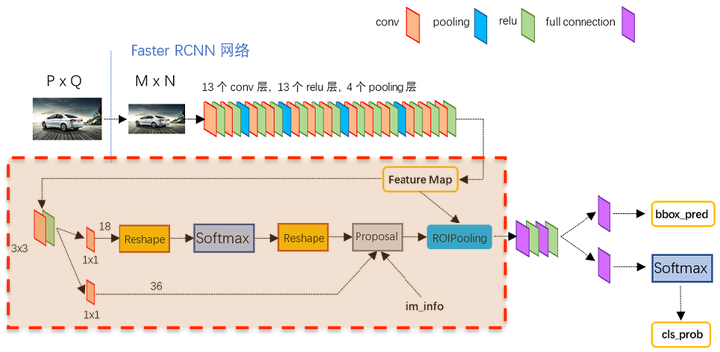 conv
pooling
relu
full connection
Faster RCNN 网络
P x Q
M x N
13 个 conv 层，13 个 relu 层，4 个 pooling 层
Feature Map
3x3
18
1x1
Reshape
Softmax
Reshape
Proposal
ROIPooling
bbox_pred
Softmax
36
1x1
im_info
cls_prob